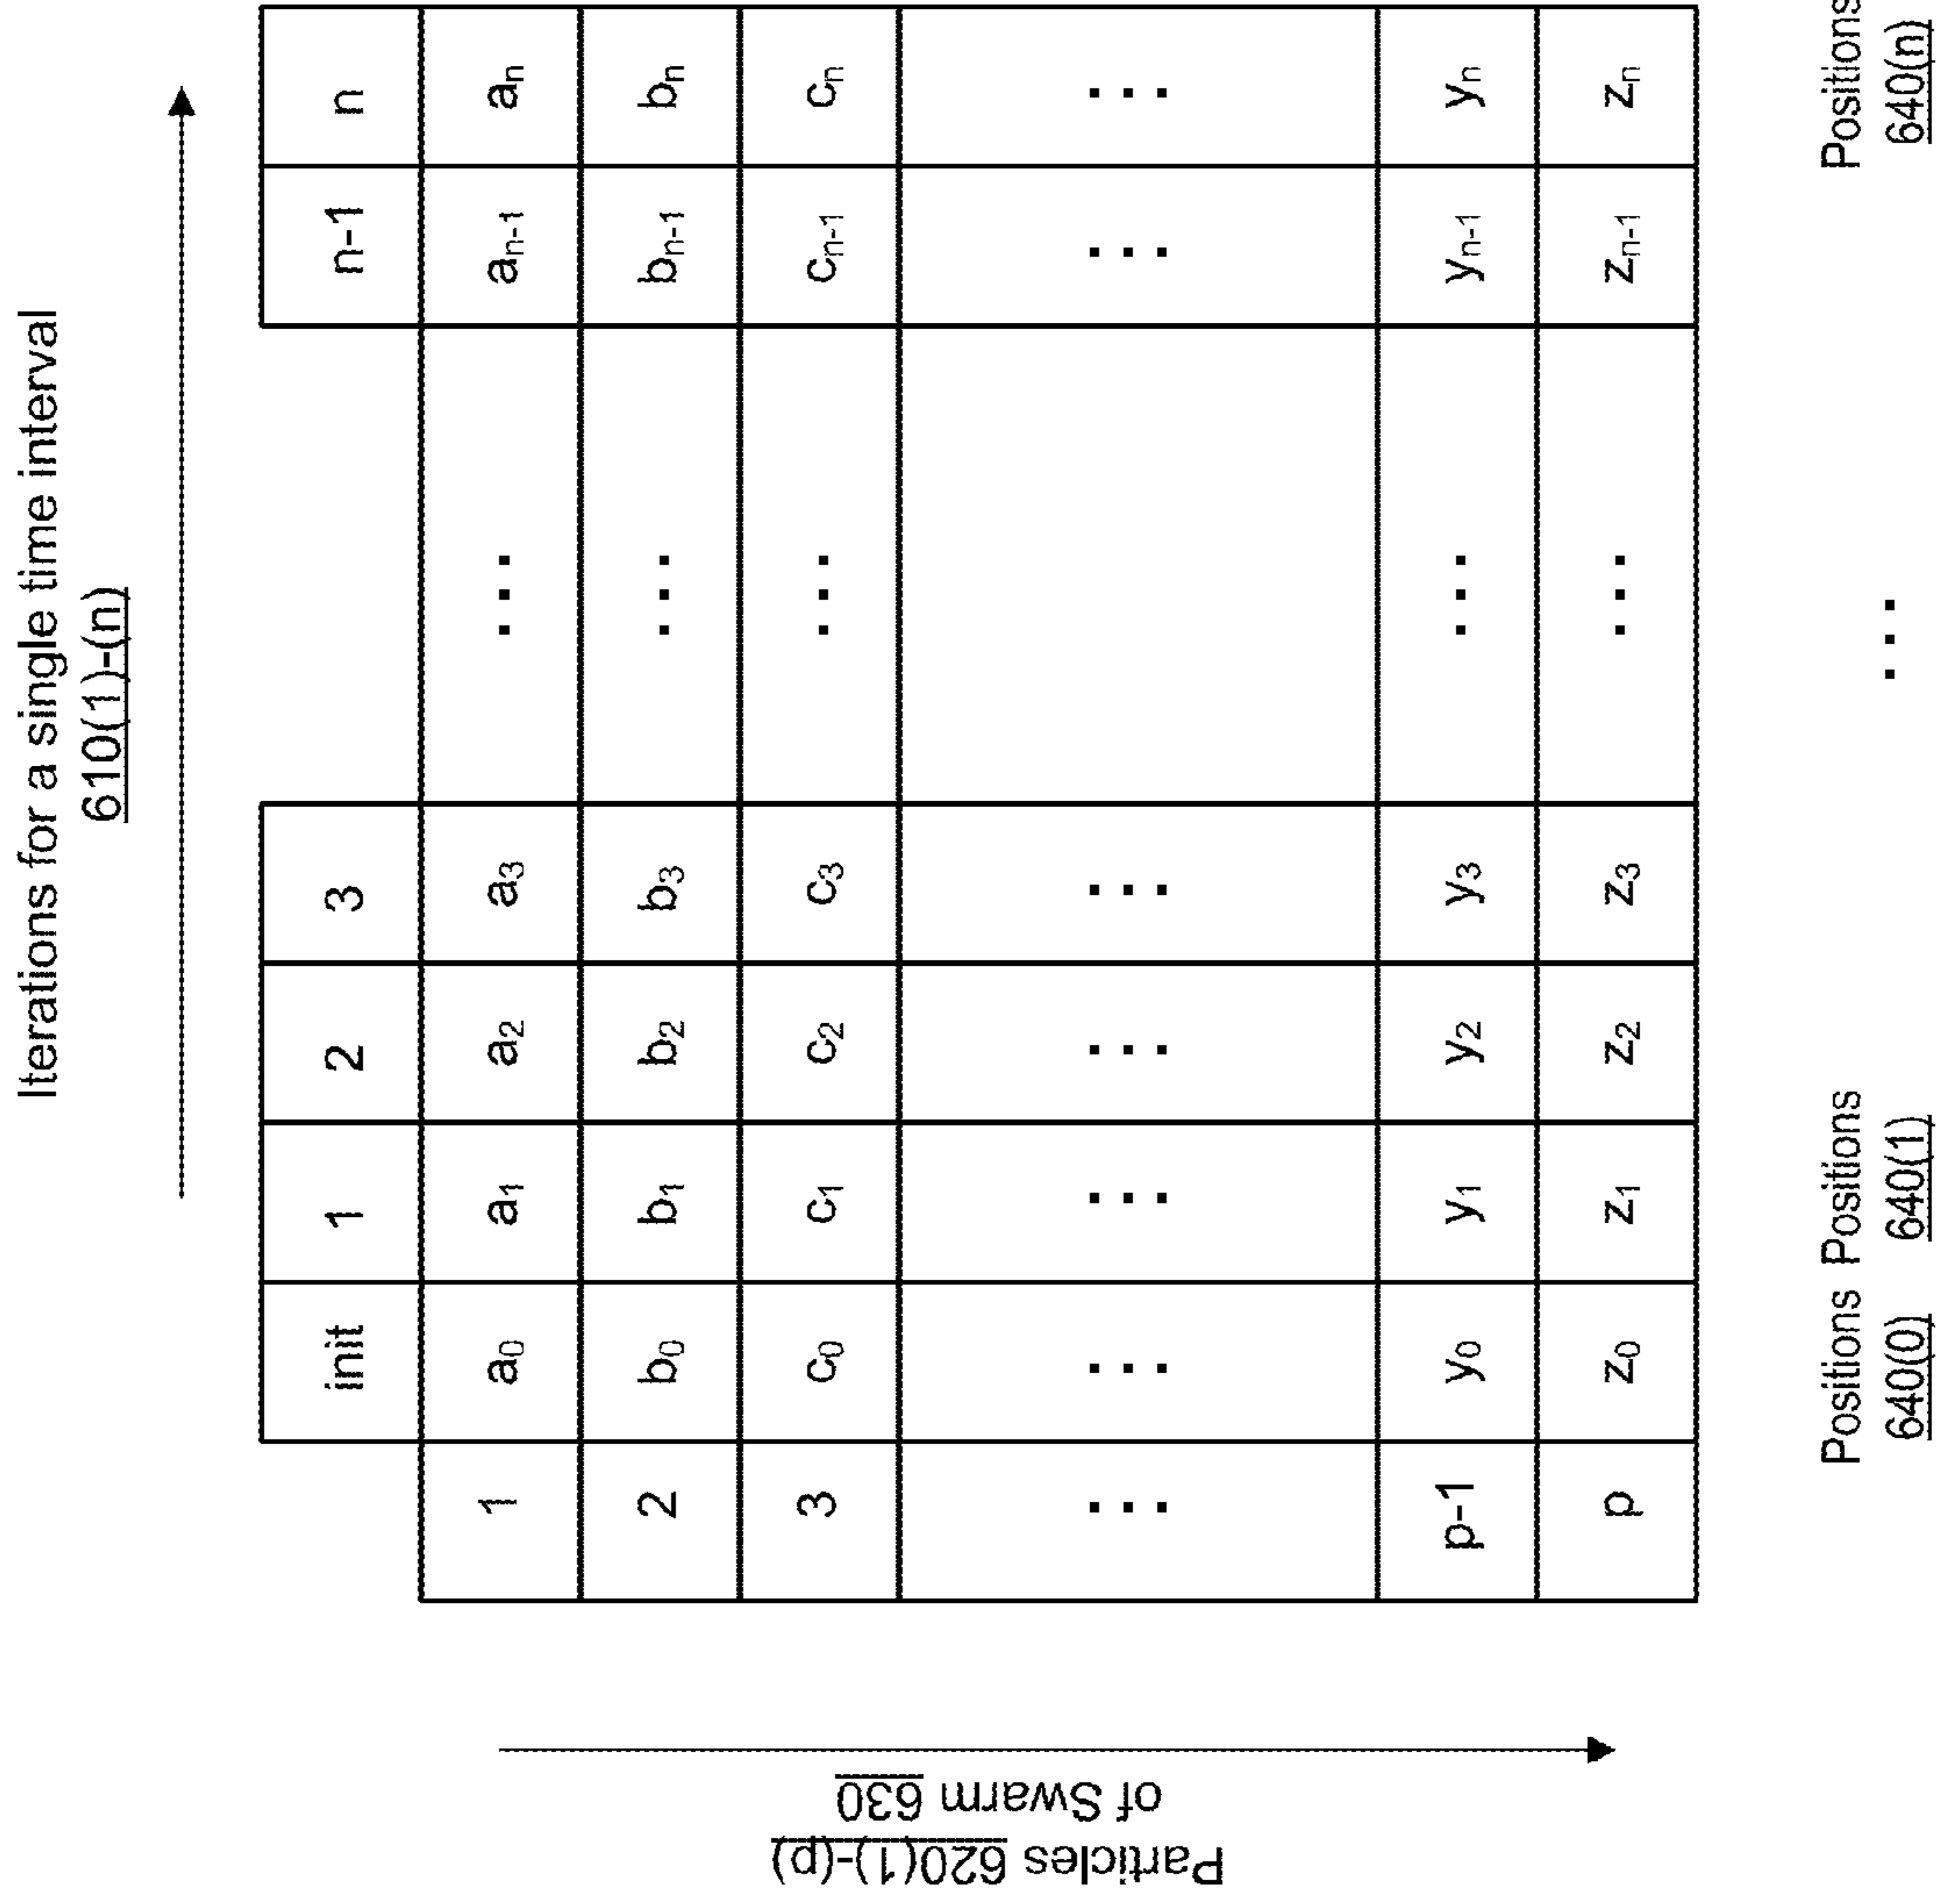 Iterations for a single time interval
610(1)-(n)
init 1 2 3 n-1 n
1 a₀ a₁ a₂ a₃ ... aₙ₋₁ aₙ
2 b₀ b₁ b₂ b₃ ... bₙ₋₁ bₙ
3 c₀ c₁ c₂ c₃ ... cₙ₋₁ cₙ
... ... ... ... ... ... ...
p-1 y₀ y₁ y₂ y₃ ... yₙ₋₁ yₙ
p z₀ z₁ z₂ z₃ ... zₙ₋₁ zₙ
Particles 620(1)-(p)
of Swarm 630
Positions Positions Positions
640(0) 640(1) ... 640(n)